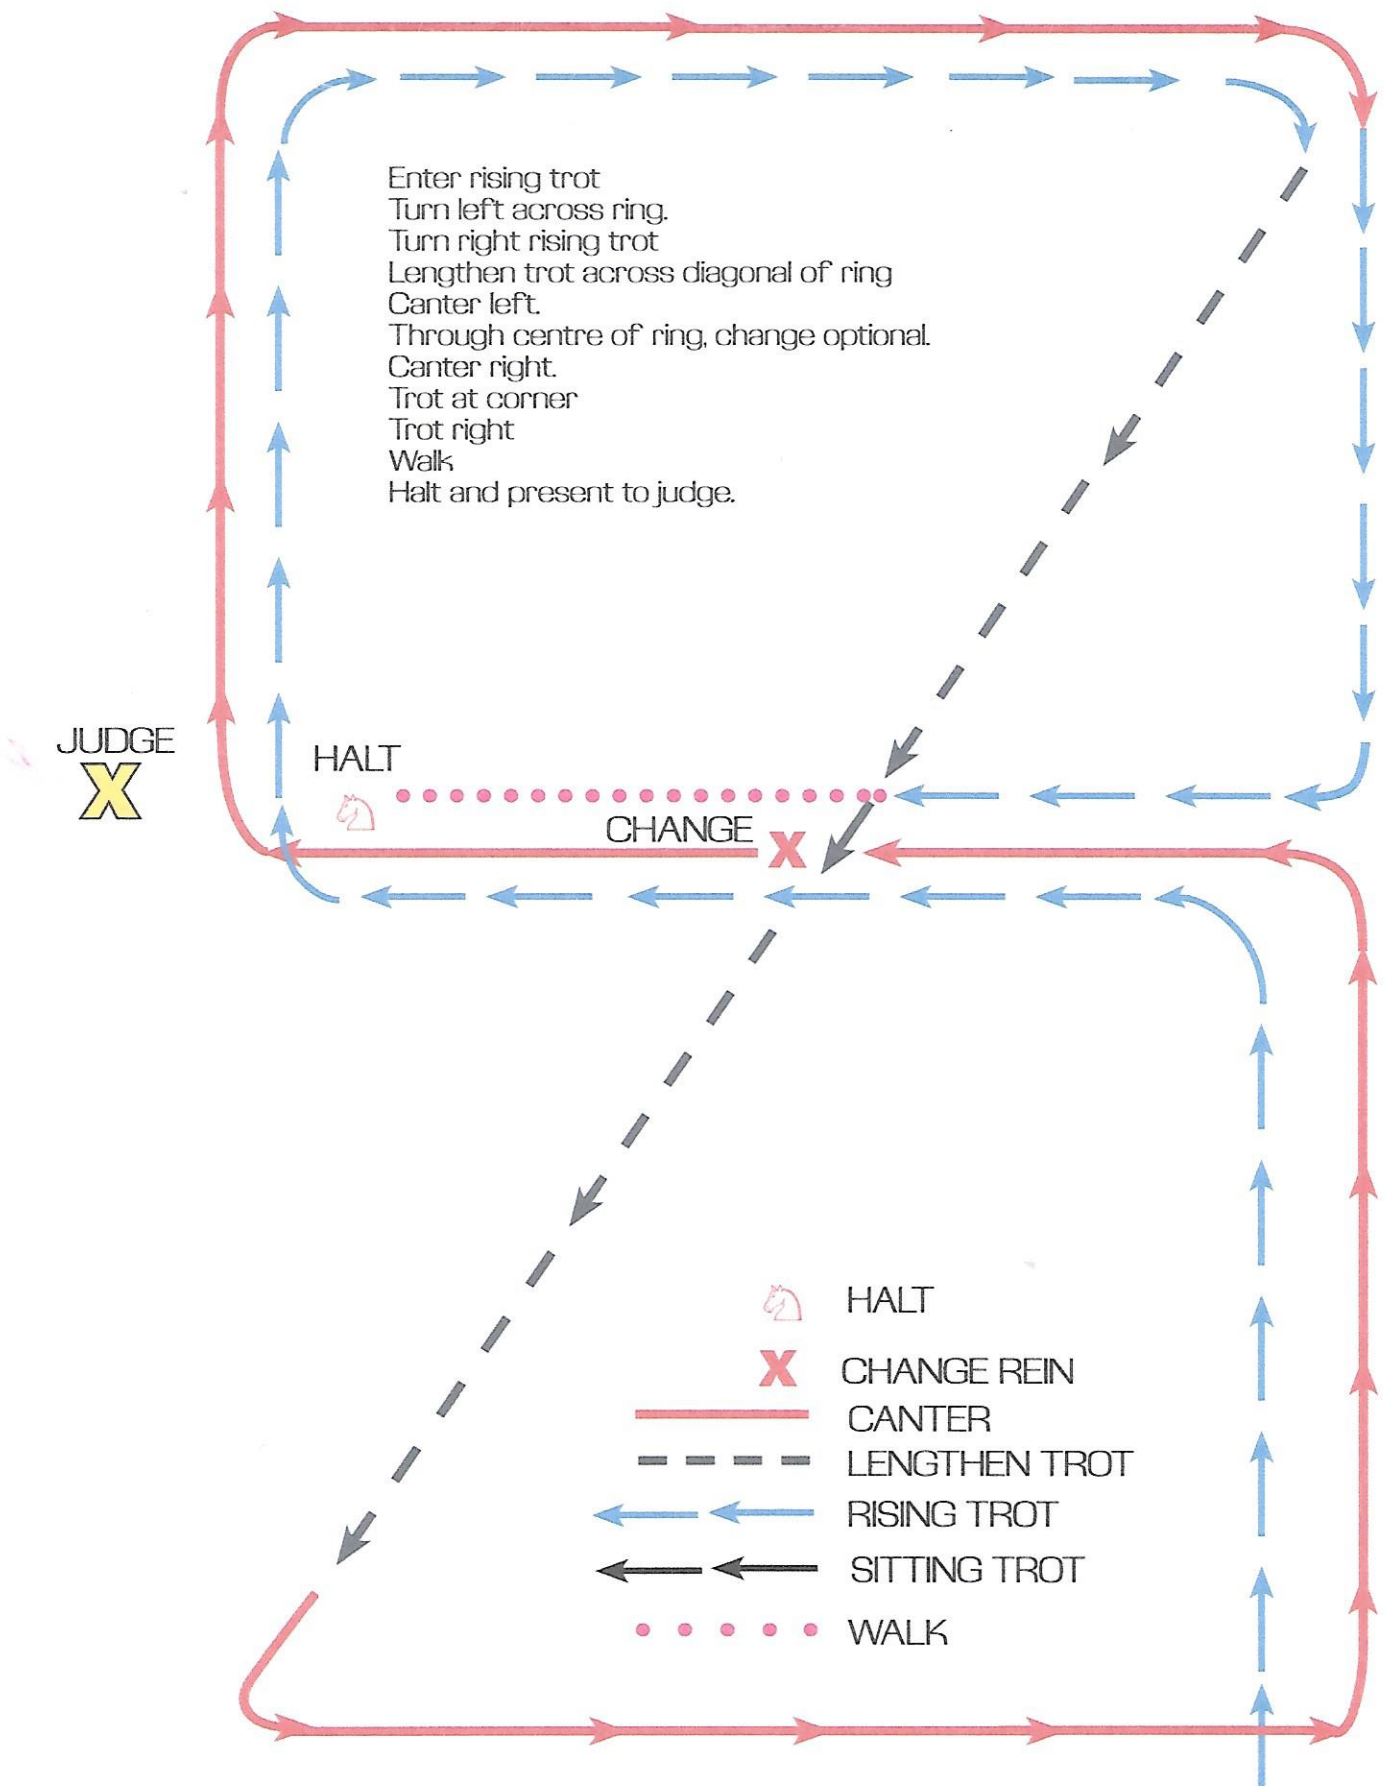 Enter rising trot
Turn left across ring.
Turn right rising trot
Lengthen trot across diagonal of ring
Canter left.
Through centre of ring, change optional.
Canter right.
Trot at corner
Trot right
Walk
Halt and present to judge.
JUDGE
X
HALT
CHANGE
X
HALT
X CHANGE REIN
CANTER
LENGTHEN TROT
RISING TROT
SITTING TROT
WALK